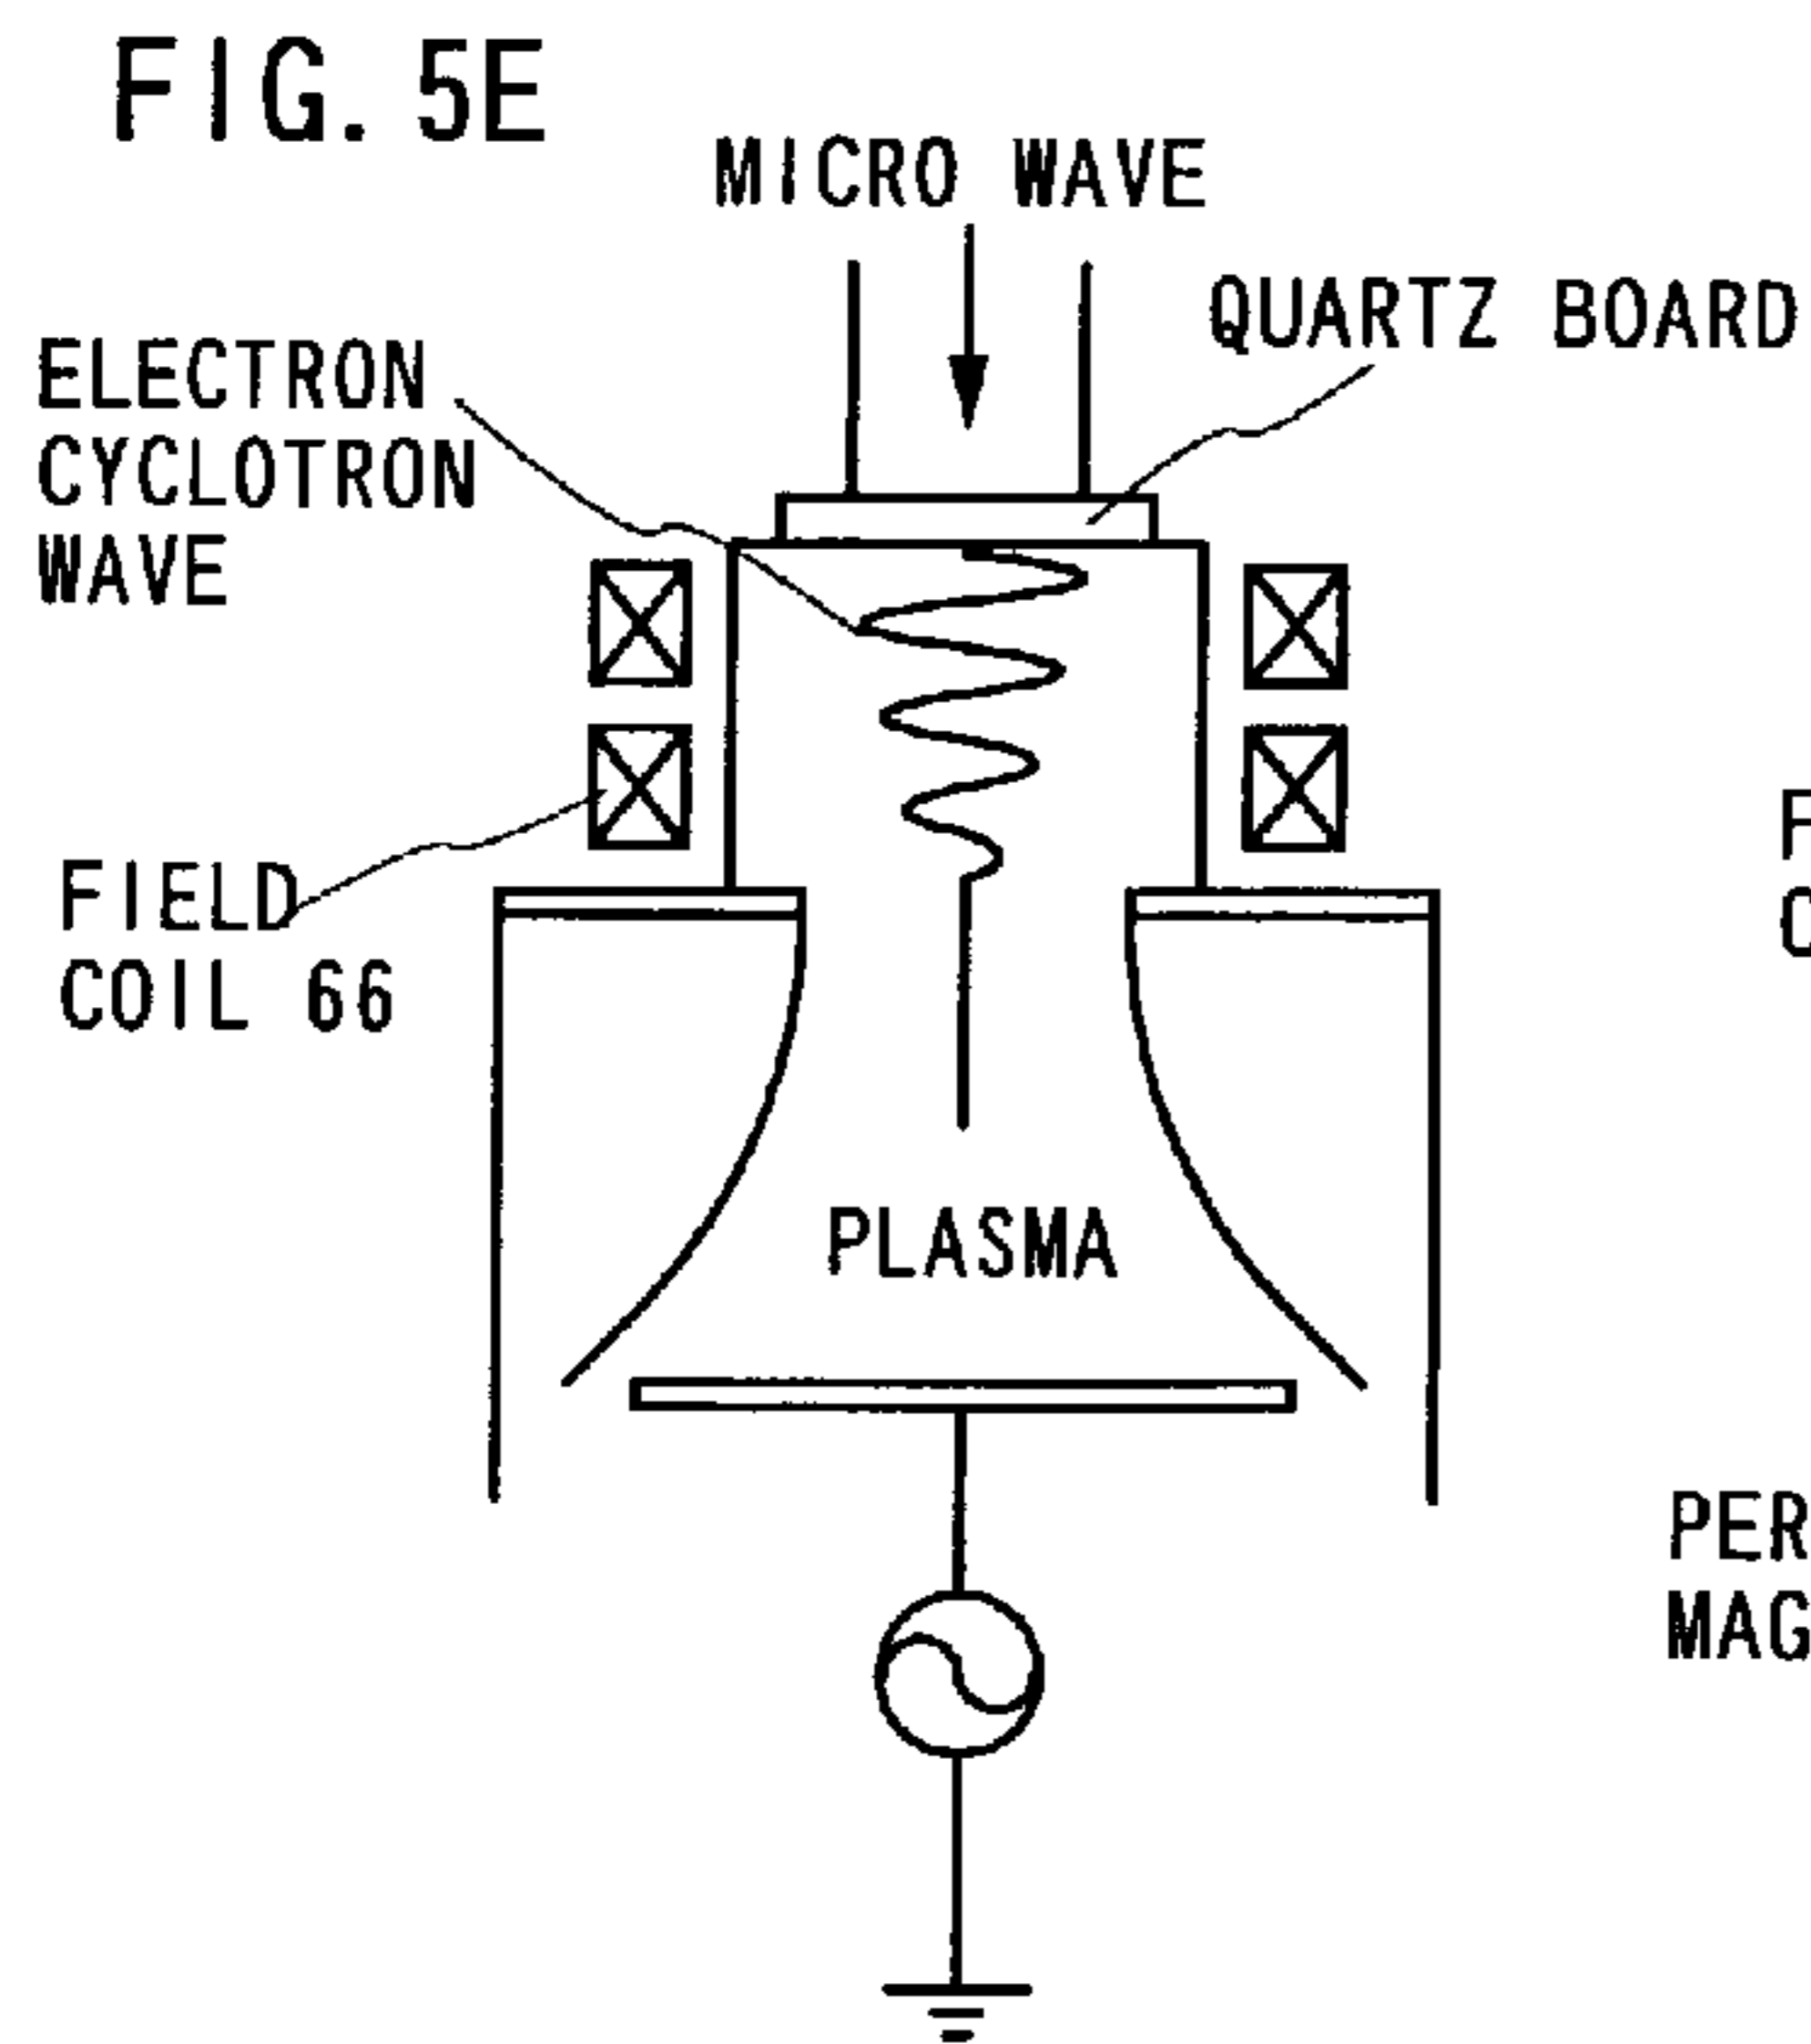 FIG. 5E
MICRO WAVE
QUARTZ BOARD
ELECTRON
CYCLOTRON
WAVE
FIELD
COIL 66
PLASMA